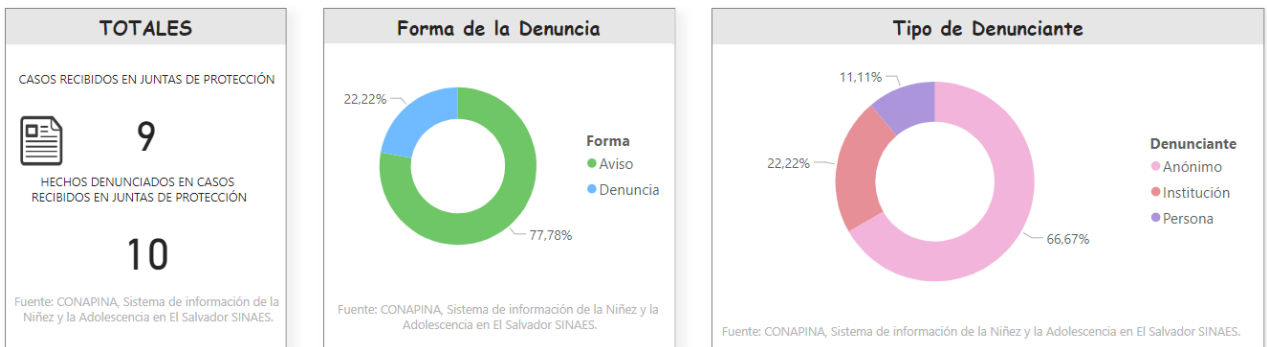 TOTALES
CASOS RECIBIDOS EN JUNTAS DE PROTECCIÓN
9
HECHOS DENUNCIADOS EN CASOS
RECIBIDOS EN JUNTAS DE PROTECCIÓN
10
Fuente: CONAPINA, Sistema de información de la
Niñez y la Adolescencia en El Salvador SINAES.
Forma de la Denuncia
22,22%
77,78%
Forma
Aviso
Denuncia
Fuente: CONAPINA, Sistema de información de la Niñez y la
Adolescencia en El Salvador SINAES.
Tipo de Denunciante
11,11%
22,22%
66,67%
Denunciante
Anónimo
Institución
Persona
Fuente: CONAPINA, Sistema de información de la Niñez y la Adolescencia en El Salvador SINAES.